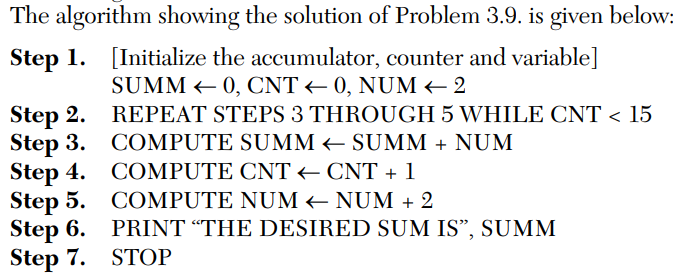 The algorithm showing the solution of Problem 3.9. is given below:
Step 1. [Initialize the accumulator, counter and variable]
SUMM ← 0, CNT ← 0, NUM ← 2
Step 2. REPEAT STEPS 3 THROUGH 5 WHILE CNT < 15
Step 3. COMPUTE SUMM ← SUMM + NUM
Step 4. COMPUTE CNT ← CNT + 1
Step 5. COMPUTE NUM ← NUM + 2
Step 6. PRINT “THE DESIRED SUM IS”, SUMM
Step 7. STOP